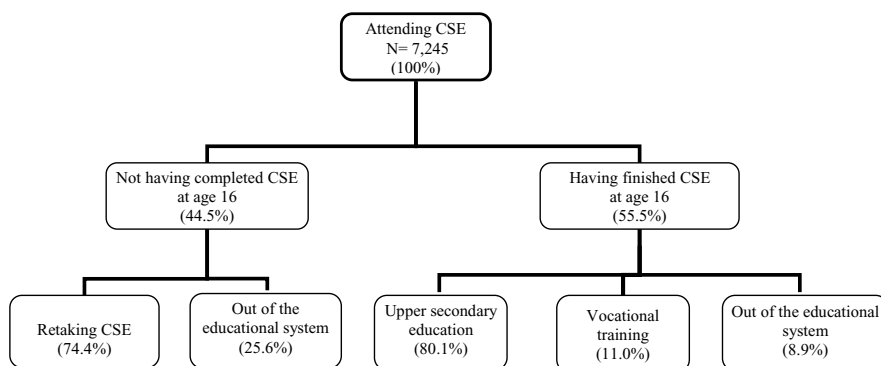 Attending CSE
N= 7,245
(100%)
Not having completed CSE
at age 16
(44.5%)
Having finished CSE
at age 16
(55.5%)
Retaking CSE
(74.4%)
Out of the
educational system
(25.6%)
Upper secondary
education
(80.1%)
Vocational
training
(11.0%)
Out of the educational
system
(8.9%)